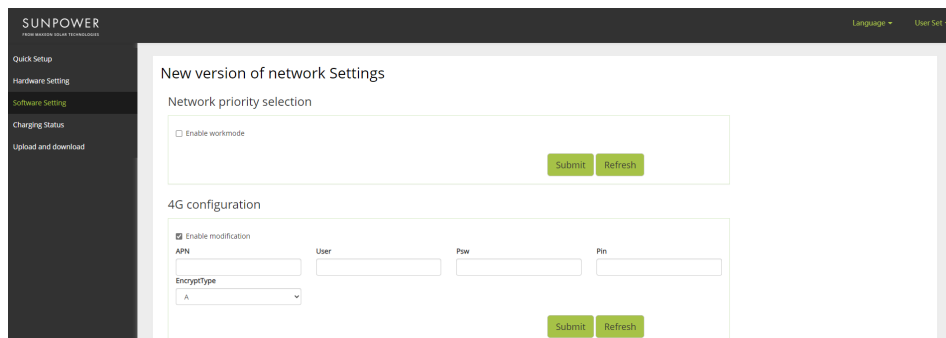 SUNPOWER
FROM MAXEON SOLAR TECHNOLOGIES
Language
User Set
Quick Setup
Hardware Setting
Software Setting
Charging Status
Upload and download
New version of network Settings
Network priority selection
Enable workmode
Submit Refresh
4G configuration
Enable modification
APN User Psw Pin
EncryptType
A
Submit Refresh